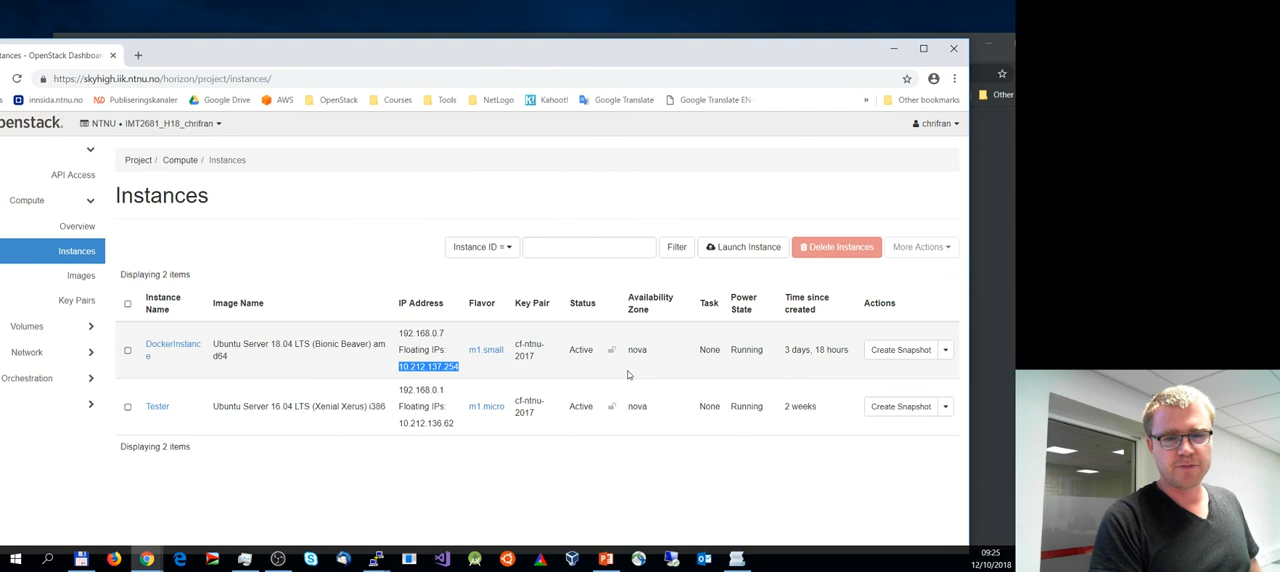 tances - OpenStack Dashboar
https://skyhigh.iik.ntnu.no/horizon/project/instances/
innsida.ntnu.no Publiseringskanaler Google Drive AWS OpenStack Courses Tools NetLogo Kahoot! Google Translate Google Translate EN- » Other bookmarks Other
penstack. NTNU • IMT2681_H18_chrifran chrifran
Project / Compute / Instances
API Access
Compute
Overview
Instances
Images
Key Pairs
Volumes
Network
Orchestration
Instances
Instance ID = Filter Launch Instance Delete Instances More Actions
Displaying 2 items
Instance Name Image Name IP Address Flavor Key Pair Status Availability Zone Task Power State Time since created Actions
DockerInstanc
e
Ubuntu Server 18.04 LTS (Bionic Beaver) am
d64
192.168.0.7
Floating IPs:
10.212.137.254
m1.small
cf-ntnu-
2017
Active nova None Running 3 days, 18 hours Create Snapshot
Tester
Ubuntu Server 16.04 LTS (Xenial Xerus) i386
192.168.0.1
Floating IPs:
10.212.136.62
m1.micro
cf-ntnu-
2017
Active nova None Running 2 weeks Create Snapshot
Displaying 2 items
09:25
12/10/2018